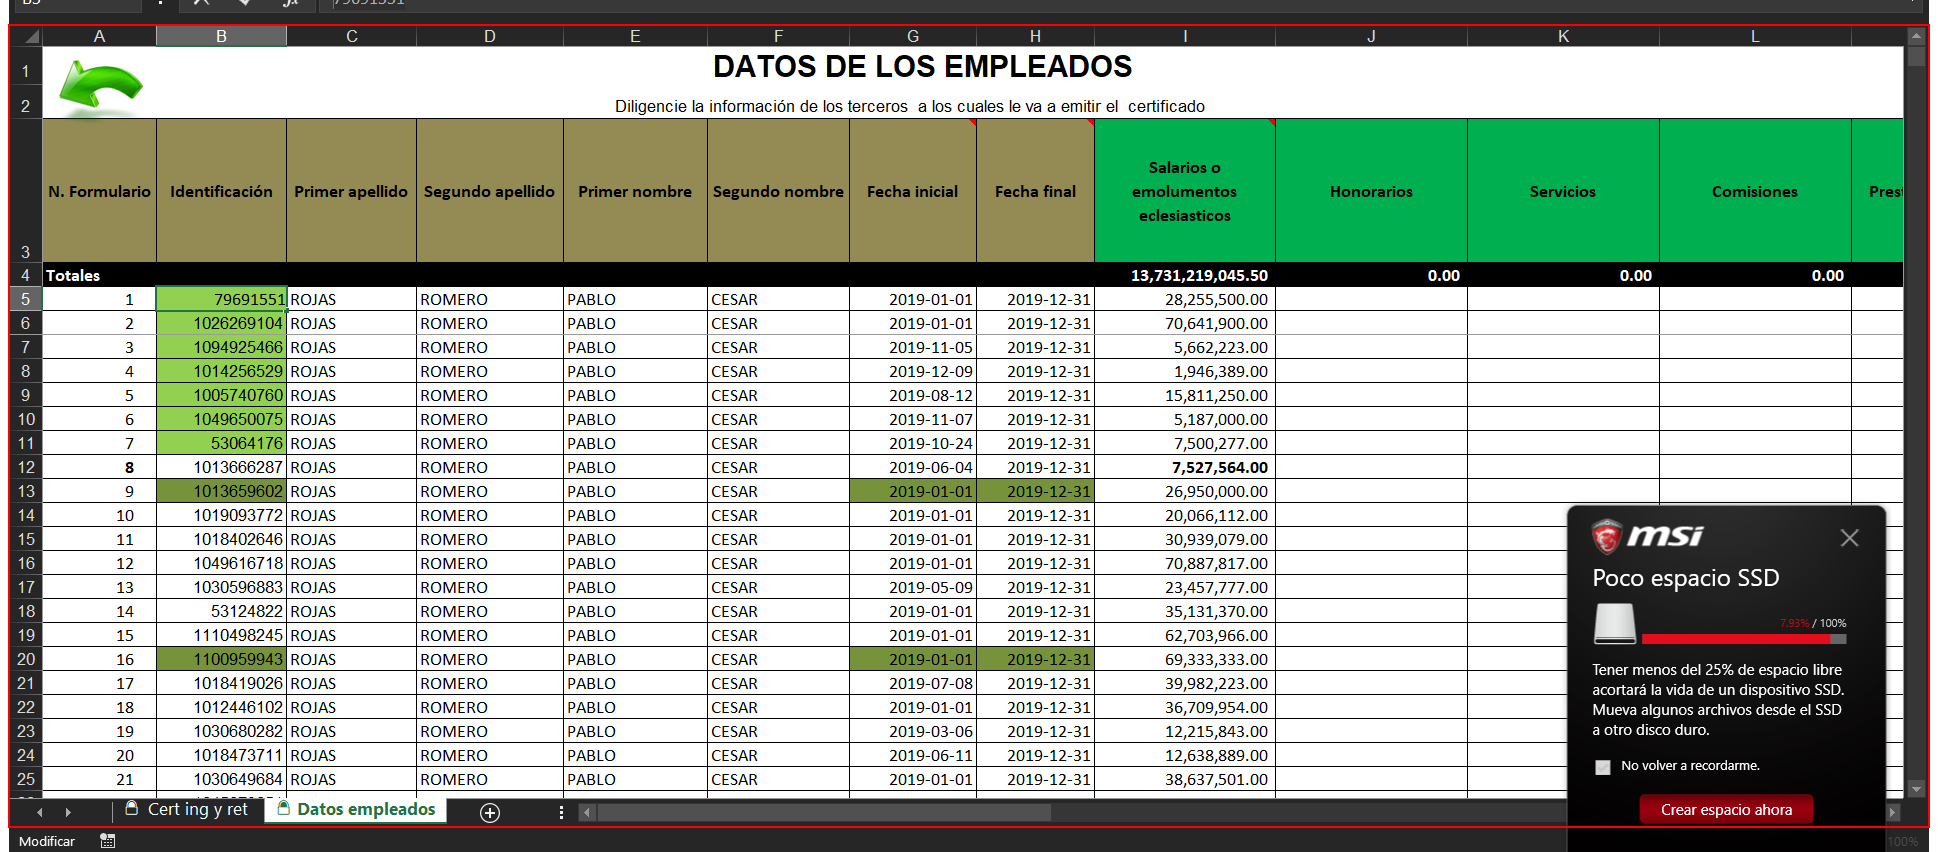 fx 79691551
A B C D E F G H I J K L
1 DATOS DE LOS EMPLEADOS
2 Diligencie la información de los terceros a los cuales le va a emitir el certificado
3 N. Formulario Identificación Primer apellido Segundo apellido Primer nombre Segundo nombre Fecha inicial Fecha final Salarios o emolumentos eclesiasticos Honorarios Servicios Comisiones
4 Totales 13,731,219,045.50 0.00 0.00 0.00
5 1 79691551 ROJAS ROMERO PABLO CESAR 2019-01-01 2019-12-31 28,255,500.00
6 2 1026269104 ROJAS ROMERO PABLO CESAR 2019-01-01 2019-12-31 70,641,900.00
7 3 1094925466 ROJAS ROMERO PABLO CESAR 2019-11-05 2019-12-31 5,662,223.00
8 4 1014256529 ROJAS ROMERO PABLO CESAR 2019-12-09 2019-12-31 1,946,389.00
9 5 1005740760 ROJAS ROMERO PABLO CESAR 2019-08-12 2019-12-31 15,811,250.00
10 6 1049650075 ROJAS ROMERO PABLO CESAR 2019-11-07 2019-12-31 5,187,000.00
11 7 53064176 ROJAS ROMERO PABLO CESAR 2019-10-24 2019-12-31 7,500,277.00
12 8 1013666287 ROJAS ROMERO PABLO CESAR 2019-06-04 2019-12-31 7,527,564.00
13 9 1013659602 ROJAS ROMERO PABLO CESAR 2019-01-01 2019-12-31 26,950,000.00
14 10 1019093772 ROJAS ROMERO PABLO CESAR 2019-01-01 2019-12-31 20,066,112.00
15 11 1018402646 ROJAS ROMERO PABLO CESAR 2019-01-01 2019-12-31 30,939,079.00
16 12 1049616718 ROJAS ROMERO PABLO CESAR 2019-01-01 2019-12-31 70,887,817.00
17 13 1030596883 ROJAS ROMERO PABLO CESAR 2019-05-09 2019-12-31 23,457,777.00
18 14 53124822 ROJAS ROMERO PABLO CESAR 2019-01-01 2019-12-31 35,131,370.00
19 15 1110498245 ROJAS ROMERO PABLO CESAR 2019-01-01 2019-12-31 62,703,966.00
20 16 1100959943 ROJAS ROMERO PABLO CESAR 2019-01-01 2019-12-31 69,333,333.00
21 17 1018419026 ROJAS ROMERO PABLO CESAR 2019-07-08 2019-12-31 39,982,223.00
22 18 1012446102 ROJAS ROMERO PABLO CESAR 2019-01-01 2019-12-31 36,709,954.00
23 19 1030680282 ROJAS ROMERO PABLO CESAR 2019-03-06 2019-12-31 12,215,843.00
24 20 1018473711 ROJAS ROMERO PABLO CESAR 2019-06-11 2019-12-31 12,638,889.00
25 21 1030649684 ROJAS ROMERO PABLO CESAR 2019-01-01 2019-12-31 38,637,501.00
msi
Poco espacio SSD
7.93% / 100%
Tener menos del 25% de espacio libre
acortará la vida de un dispositivo SSD.
Mueva algunos archivos desde el SSD
a otro disco duro.
No volver a recordarme.
Crear espacio ahora
Cert ing y ret Datos empleados
Modificar 100%